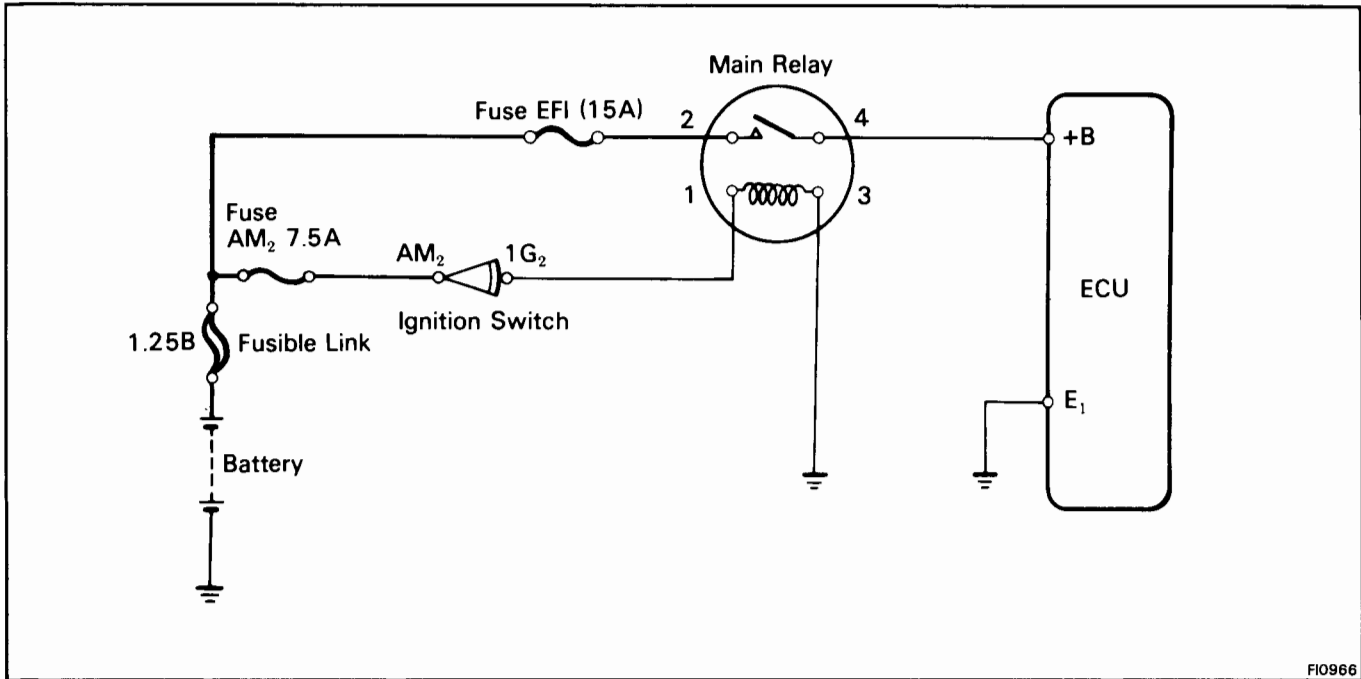 Main Relay
Fuse EFI (15A)
2
4
+B
1
3
Fuse
AM₂ 7.5A
AM₂
1G₂
Ignition Switch
ECU
1.25B
Fusible Link
E₁
Battery
FI0966